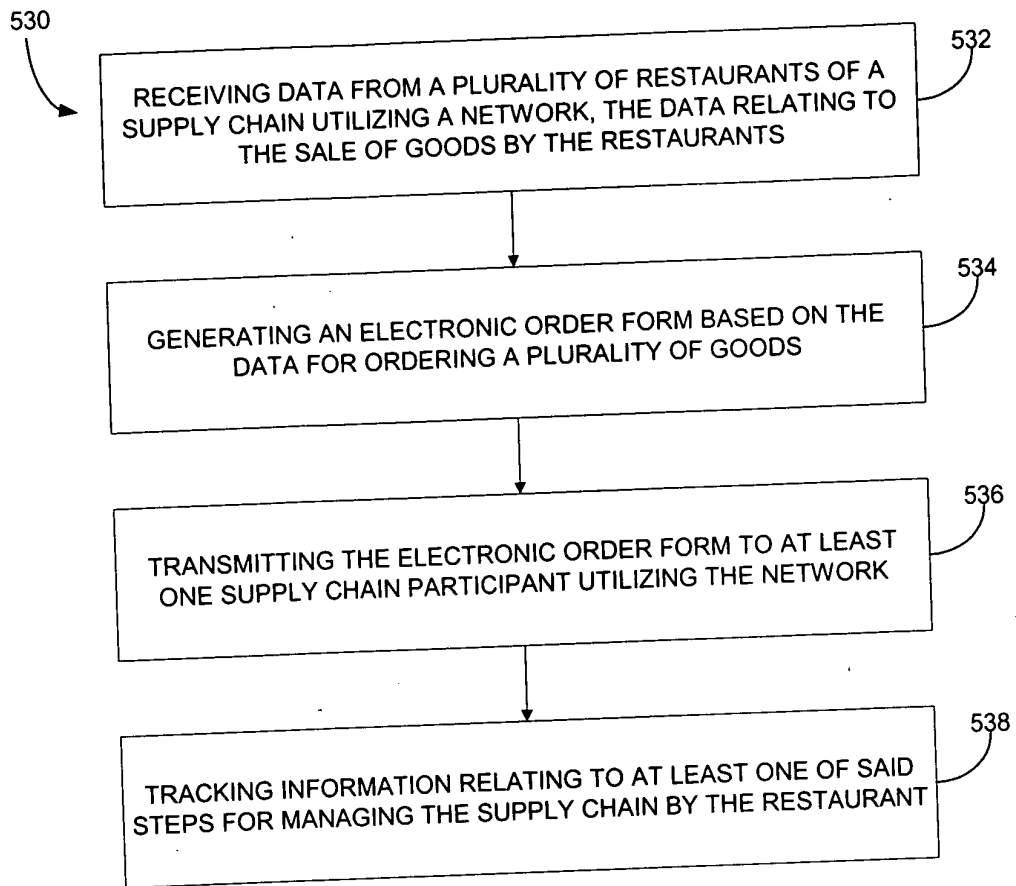 530
532
RECEIVING DATA FROM A PLURALITY OF RESTAURANTS OF A
SUPPLY CHAIN UTILIZING A NETWORK, THE DATA RELATING TO
THE SALE OF GOODS BY THE RESTAURANTS
534
GENERATING AN ELECTRONIC ORDER FORM BASED ON THE
DATA FOR ORDERING A PLURALITY OF GOODS
536
TRANSMITTING THE ELECTRONIC ORDER FORM TO AT LEAST
ONE SUPPLY CHAIN PARTICIPANT UTILIZING THE NETWORK
538
TRACKING INFORMATION RELATING TO AT LEAST ONE OF SAID
STEPS FOR MANAGING THE SUPPLY CHAIN BY THE RESTAURANT